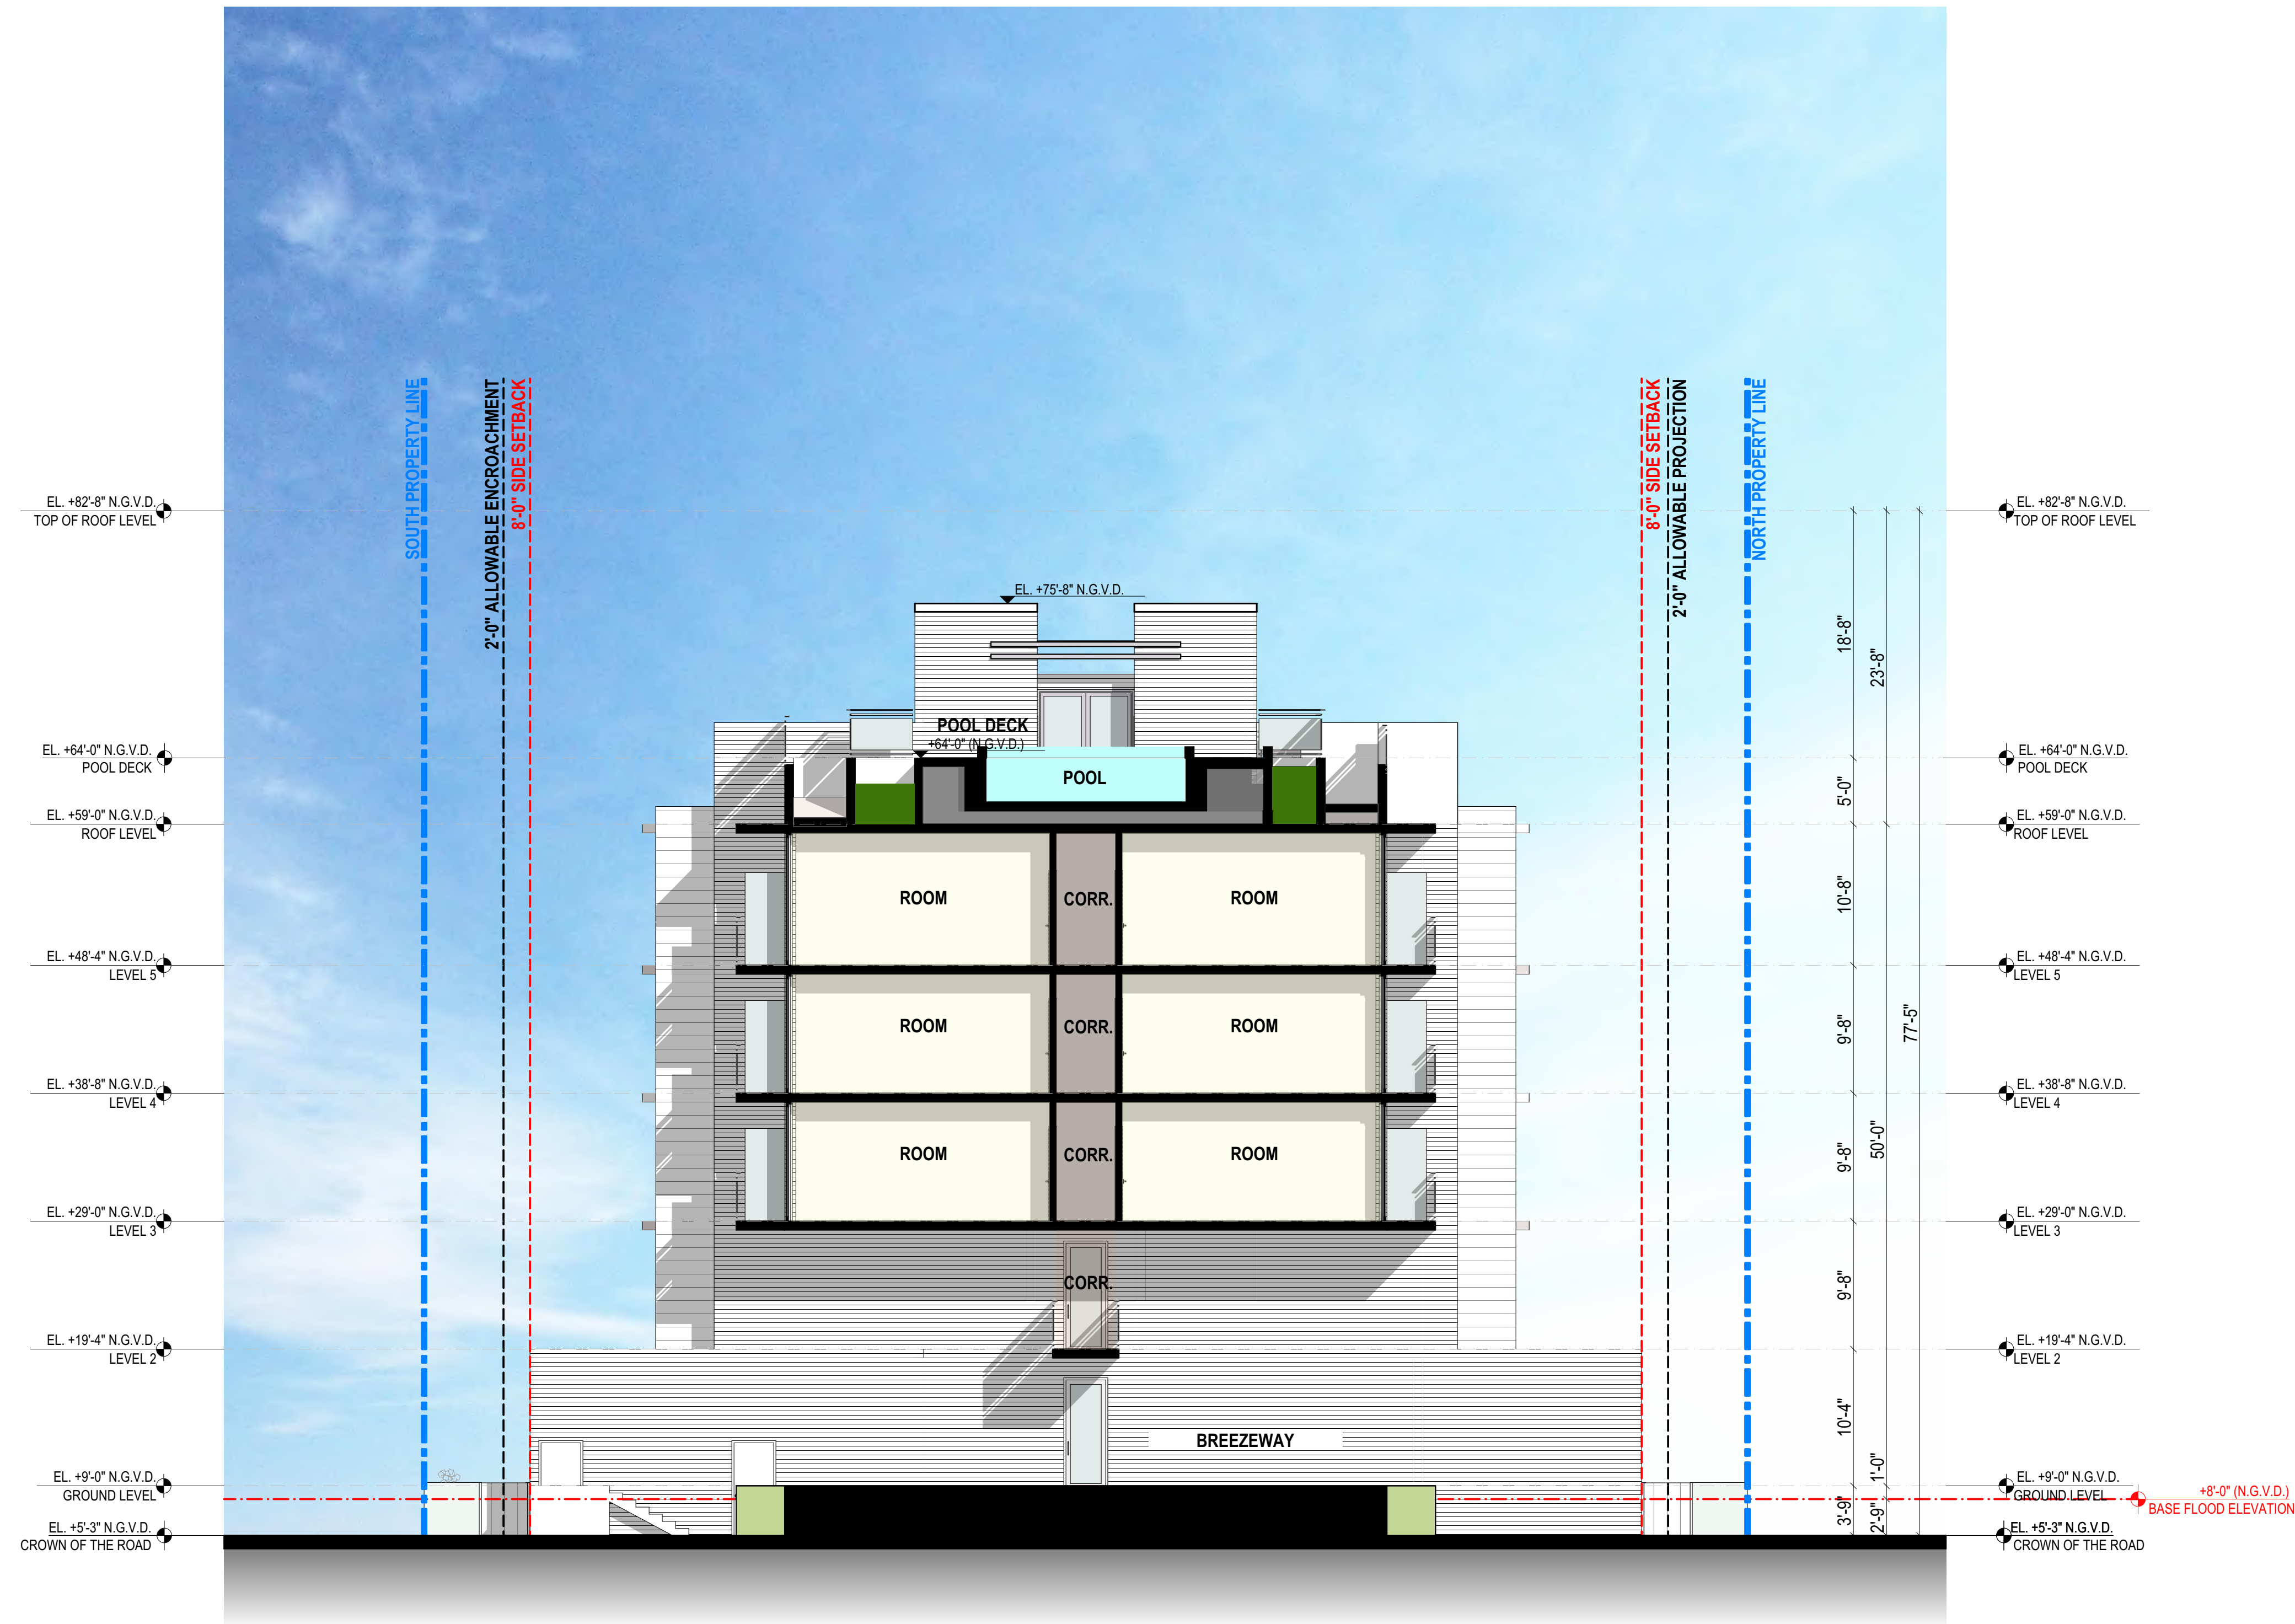 SOUTH PROPERTY LINE
2'-0" ALLOWABLE ENCROACHMENT
8'-0" SIDE SETBACK
8'-0" SIDE SETBACK
2'-0" ALLOWABLE PROJECTION
NORTH PROPERTY LINE
EL. +82'-8" N.G.V.D.
TOP OF ROOF LEVEL
EL. +64'-0" N.G.V.D.
POOL DECK
EL. +59'-0" N.G.V.D.
ROOF LEVEL
EL. +48'-4" N.G.V.D.
LEVEL 5
EL. +38'-8" N.G.V.D.
LEVEL 4
EL. +29'-0" N.G.V.D.
LEVEL 3
EL. +19'-4" N.G.V.D.
LEVEL 2
EL. +9'-0" N.G.V.D.
GROUND LEVEL
EL. +5'-3" N.G.V.D.
CROWN OF THE ROAD
EL. +75'-8" N.G.V.D.
POOL DECK
+64'-0" (N.G.V.D.)
POOL
ROOM
CORR.
ROOM
ROOM
CORR.
ROOM
ROOM
CORR.
ROOM
CORR.
BREEZEWAY
18'-8"
5'-0"
10'-8"
9'-8"
9'-8"
9'-8"
10'-4"
3'-9"
23'-8"
50'-0"
1'-0"
2'-9"
77'-5"
EL. +82'-8" N.G.V.D.
TOP OF ROOF LEVEL
EL. +64'-0" N.G.V.D.
POOL DECK
EL. +59'-0" N.G.V.D.
ROOF LEVEL
EL. +48'-4" N.G.V.D.
LEVEL 5
EL. +38'-8" N.G.V.D.
LEVEL 4
EL. +29'-0" N.G.V.D.
LEVEL 3
EL. +19'-4" N.G.V.D.
LEVEL 2
EL. +9'-0" N.G.V.D.
GROUND LEVEL
+8'-0" (N.G.V.D.)
BASE FLOOD ELEVATION
EL. +5'-3" N.G.V.D.
CROWN OF THE ROAD